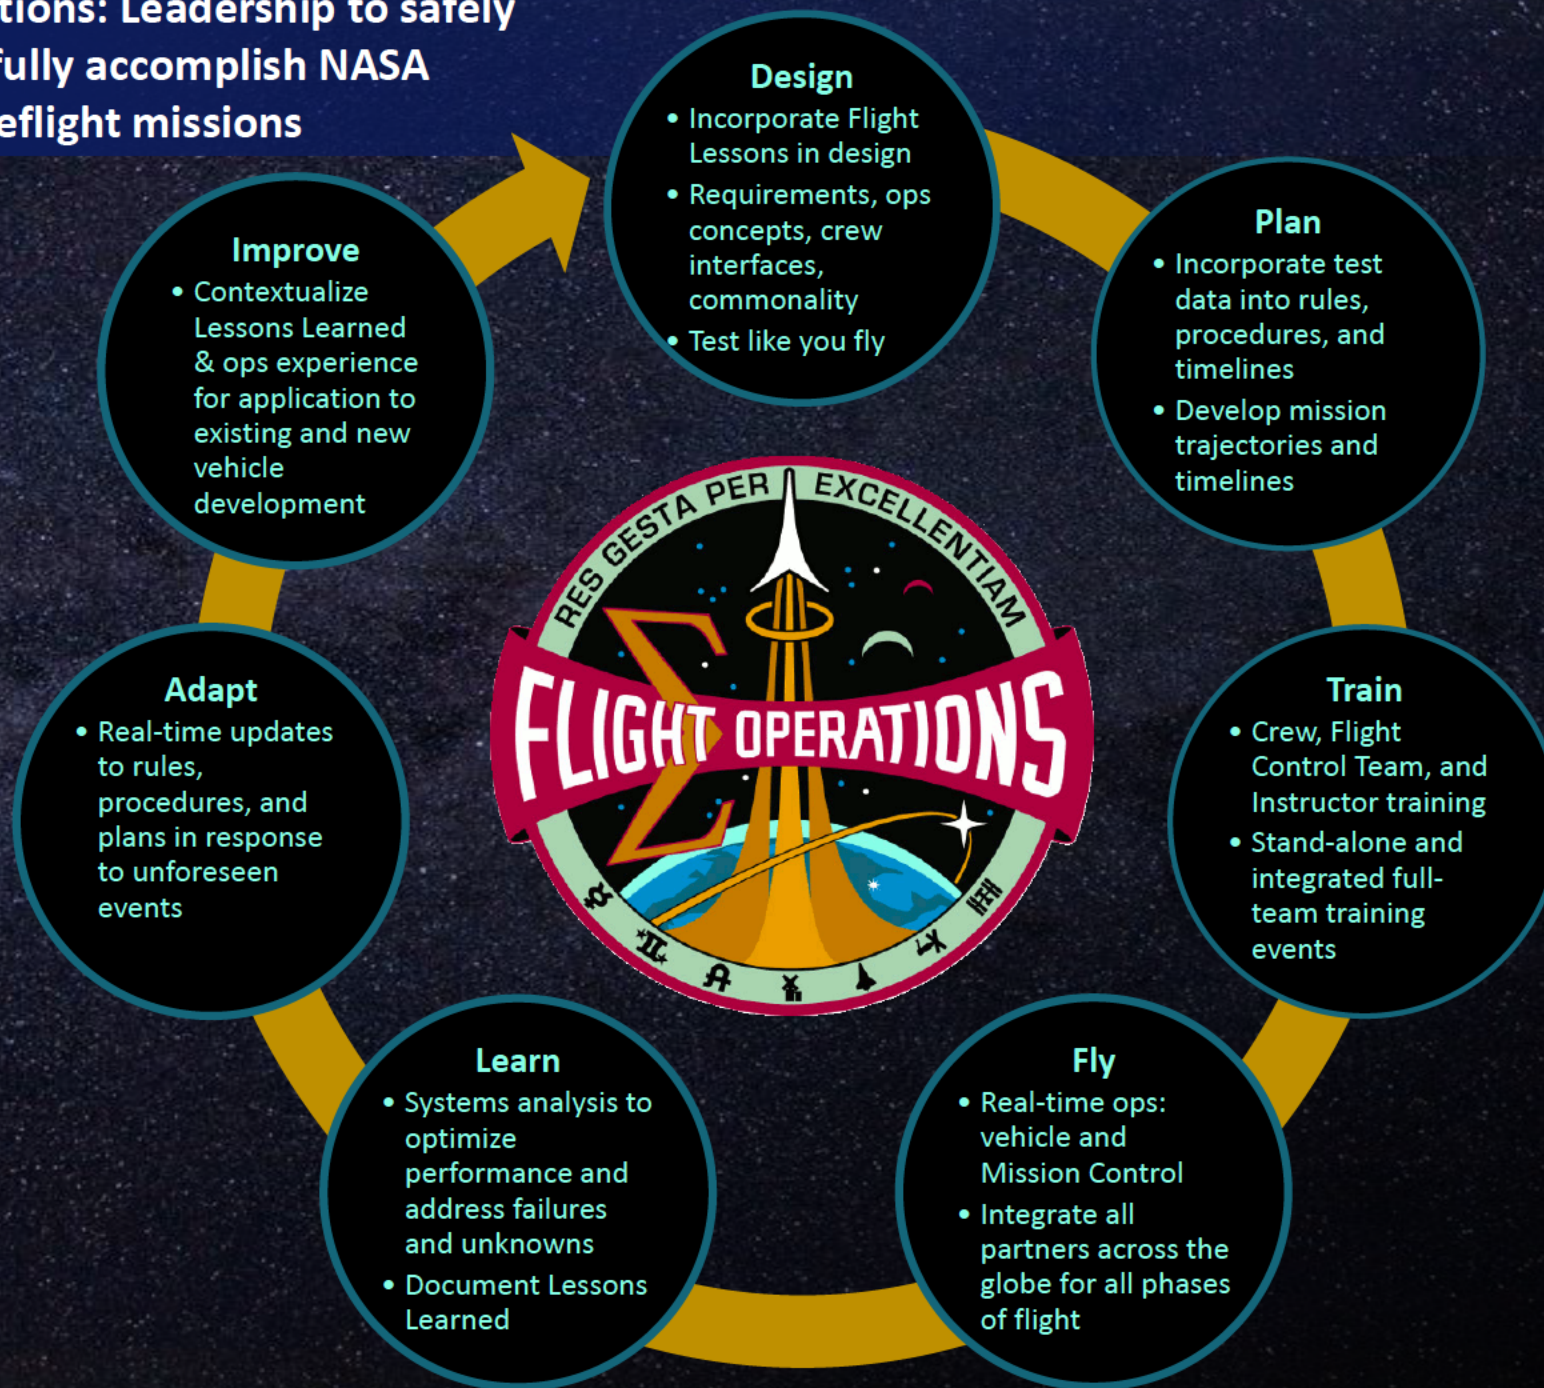 tions: Leadership to safely
fully accomplish NASA
eflight missions
Design
• Incorporate Flight
Lessons in design
• Requirements, ops
concepts, crew
interfaces,
commonality
• Test like you fly
Plan
• Incorporate test
data into rules,
procedures, and
timelines
• Develop mission
trajectories and
timelines
Train
• Crew, Flight
Control Team, and
Instructor training
• Stand-alone and
integrated full-
team training
events
Fly
• Real-time ops:
vehicle and
Mission Control
• Integrate all
partners across the
globe for all phases
of flight
Learn
• Systems analysis to
optimize
performance and
address failures
and unknowns
• Document Lessons
Learned
Adapt
• Real-time updates
to rules,
procedures, and
plans in response
to unforeseen
events
Improve
• Contextualize
Lessons Learned
& ops experience
for application to
existing and new
vehicle
development
RES GESTA PER EXCELLENTIAM
Σ
FLIGHT OPERATIONS